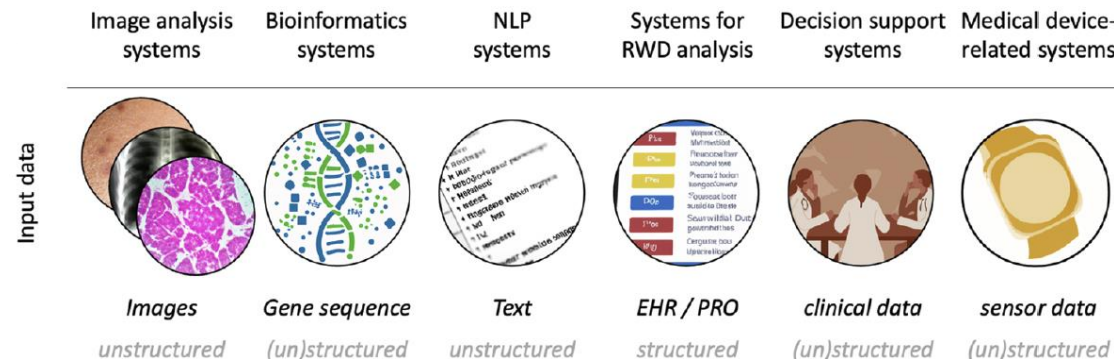 Image analysis systems
Bioinformatics systems
NLP systems
Systems for RWD analysis
Decision support systems
Medical device-related systems
Input data
Images
Gene sequence
Text
EHR / PRO
clinical data
sensor data
unstructured
(un)structured
unstructured
structured
(un)structured
(un)structured